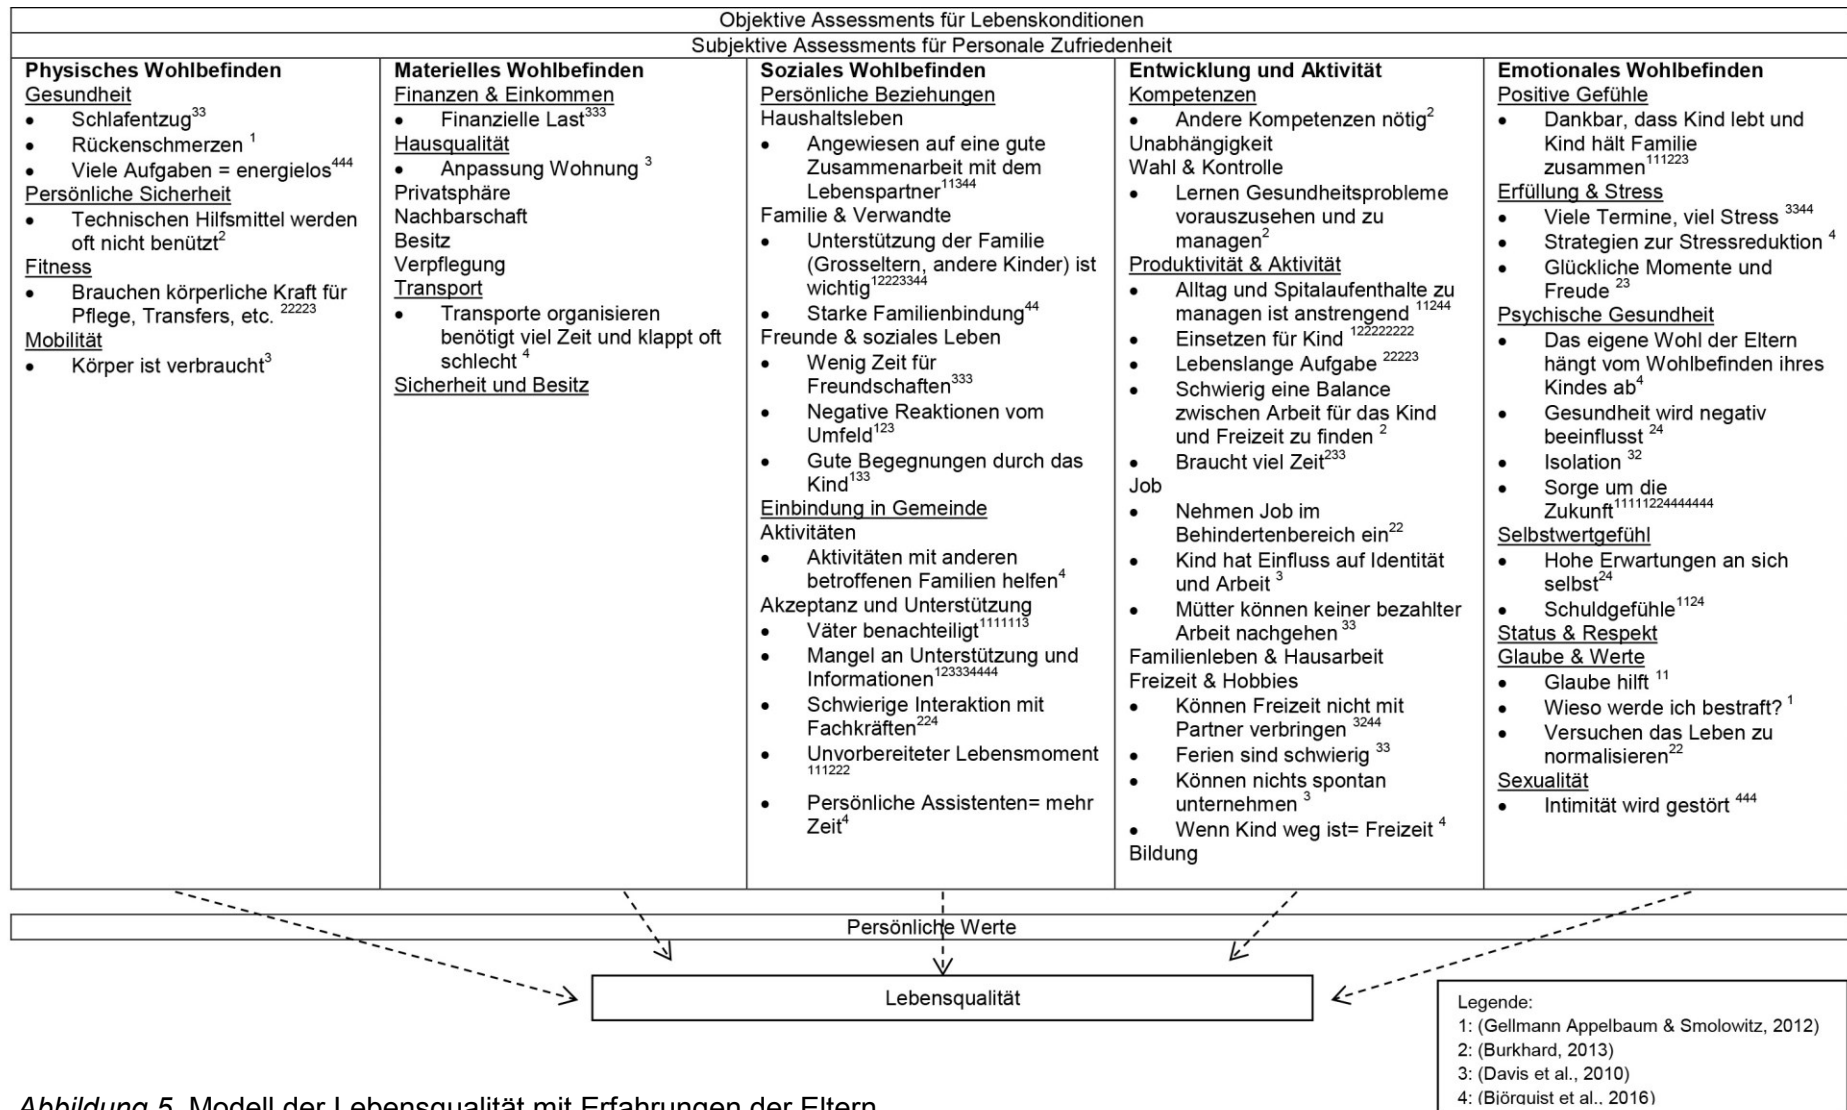 Objektive Assessments für Lebenskonditionen
Subjektive Assessments für Personale Zufriedenheit
Physisches Wohlbefinden
Gesundheit
• Schlafentzug³³
• Rückenschmerzen ¹
• Viele Aufgaben = energielos⁴⁴⁴
Persönliche Sicherheit
• Technischen Hilfsmittel werden
oft nicht benützt²
Fitness
• Brauchen körperliche Kraft für
Pflege, Transfers, etc. ²²²²³
Mobilität
• Körper ist verbraucht³
Materielles Wohlbefinden
Finanzen & Einkommen
• Finanzielle Last³³³
Hausqualität
• Anpassung Wohnung ³
Privatsphäre
Nachbarschaft
Besitz
Verpflegung
Transport
• Transporte organisieren
benötigt viel Zeit und klappt oft
schlecht ⁴
Sicherheit und Besitz
Soziales Wohlbefinden
Persönliche Beziehungen
Haushaltsleben
• Angewiesen auf eine gute
Zusammenarbeit mit dem
Lebenspartner¹¹³⁴⁴
Familie & Verwandte
• Unterstützung der Familie
(Grosseltern, andere Kinder) ist
wichtig¹²²²³³⁴⁴
• Starke Familienbindung⁴⁴
Freunde & soziales Leben
• Wenig Zeit für
Freundschaften³³³
• Negative Reaktionen vom
Umfeld¹²³
• Gute Begegnungen durch das
Kind¹³³
Einbindung in Gemeinde
Aktivitäten
• Aktivitäten mit anderen
betroffenen Familien helfen⁴
Akzeptanz und Unterstützung
• Väter benachteiligt¹¹¹¹¹¹³
• Mangel an Unterstützung und
Informationen¹²³³³⁴⁴⁴⁴
• Schwierige Interaktion mit
Fachkräften²²⁴
• Unvorbereiteter Lebensmoment
¹¹¹²²²
• Persönliche Assistenten= mehr
Zeit⁴
Entwicklung und Aktivität
Kompetenzen
• Andere Kompetenzen nötig²
Unabhängigkeit
Wahl & Kontrolle
• Lernen Gesundheitsprobleme
vorauszusehen und zu
managen²
Produktivität & Aktivität
• Alltag und Spitalaufenthalte zu
managen ist anstrengend ¹¹²⁴⁴
• Einsetzen für Kind ¹²²²²²²²²
• Lebenslange Aufgabe ²²²²³
• Schwierig eine Balance
zwischen Arbeit für das Kind
und Freizeit zu finden ²
• Braucht viel Zeit²³³
Job
• Nehmen Job im
Behindertenbereich ein²²
• Kind hat Einfluss auf Identität
und Arbeit ³
• Mütter können keiner bezahlter
Arbeit nachgehen ³³
Familienleben & Hausarbeit
Freizeit & Hobbies
• Können Freizeit nicht mit
Partner verbringen ³²⁴⁴
• Ferien sind schwierig ³³
• Können nichts spontan
unternehmen ³
• Wenn Kind weg ist= Freizeit ⁴
Bildung
Emotionales Wohlbefinden
Positive Gefühle
• Dankbar, dass Kind lebt und
Kind hält Familie
zusammen¹¹¹²²³
Erfüllung & Stress
• Viele Termine, viel Stress ³³⁴⁴
• Strategien zur Stressreduktion ⁴
• Glückliche Momente und
Freude ²³
Psychische Gesundheit
• Das eigene Wohl der Eltern
hängt vom Wohlbefinden ihres
Kindes ab⁴
• Gesundheit wird negativ
beeinflusst ²⁴
• Isolation ³²
• Sorge um die
Zukunft¹¹¹¹¹²²⁴⁴⁴⁴⁴⁴
Selbstwertgefühl
• Hohe Erwartungen an sich
selbst²⁴
• Schuldgefühle¹¹²⁴
Status & Respekt
Glaube & Werte
• Glaube hilft ¹¹
• Wieso werde ich bestraft? ¹
• Versuchen das Leben zu
normalisieren²²
Sexualität
• Intimität wird gestört ⁴⁴⁴
Persönliche Werte
Lebensqualität
Legende:
1: (Gellmann Appelbaum & Smolowitz, 2012)
2: (Burkhard, 2013)
3: (Davis et al., 2010)
4: (Björquist et al., 2016)
Abbildung 5. Modell der Lebensqualität mit Erfahrungen der Eltern